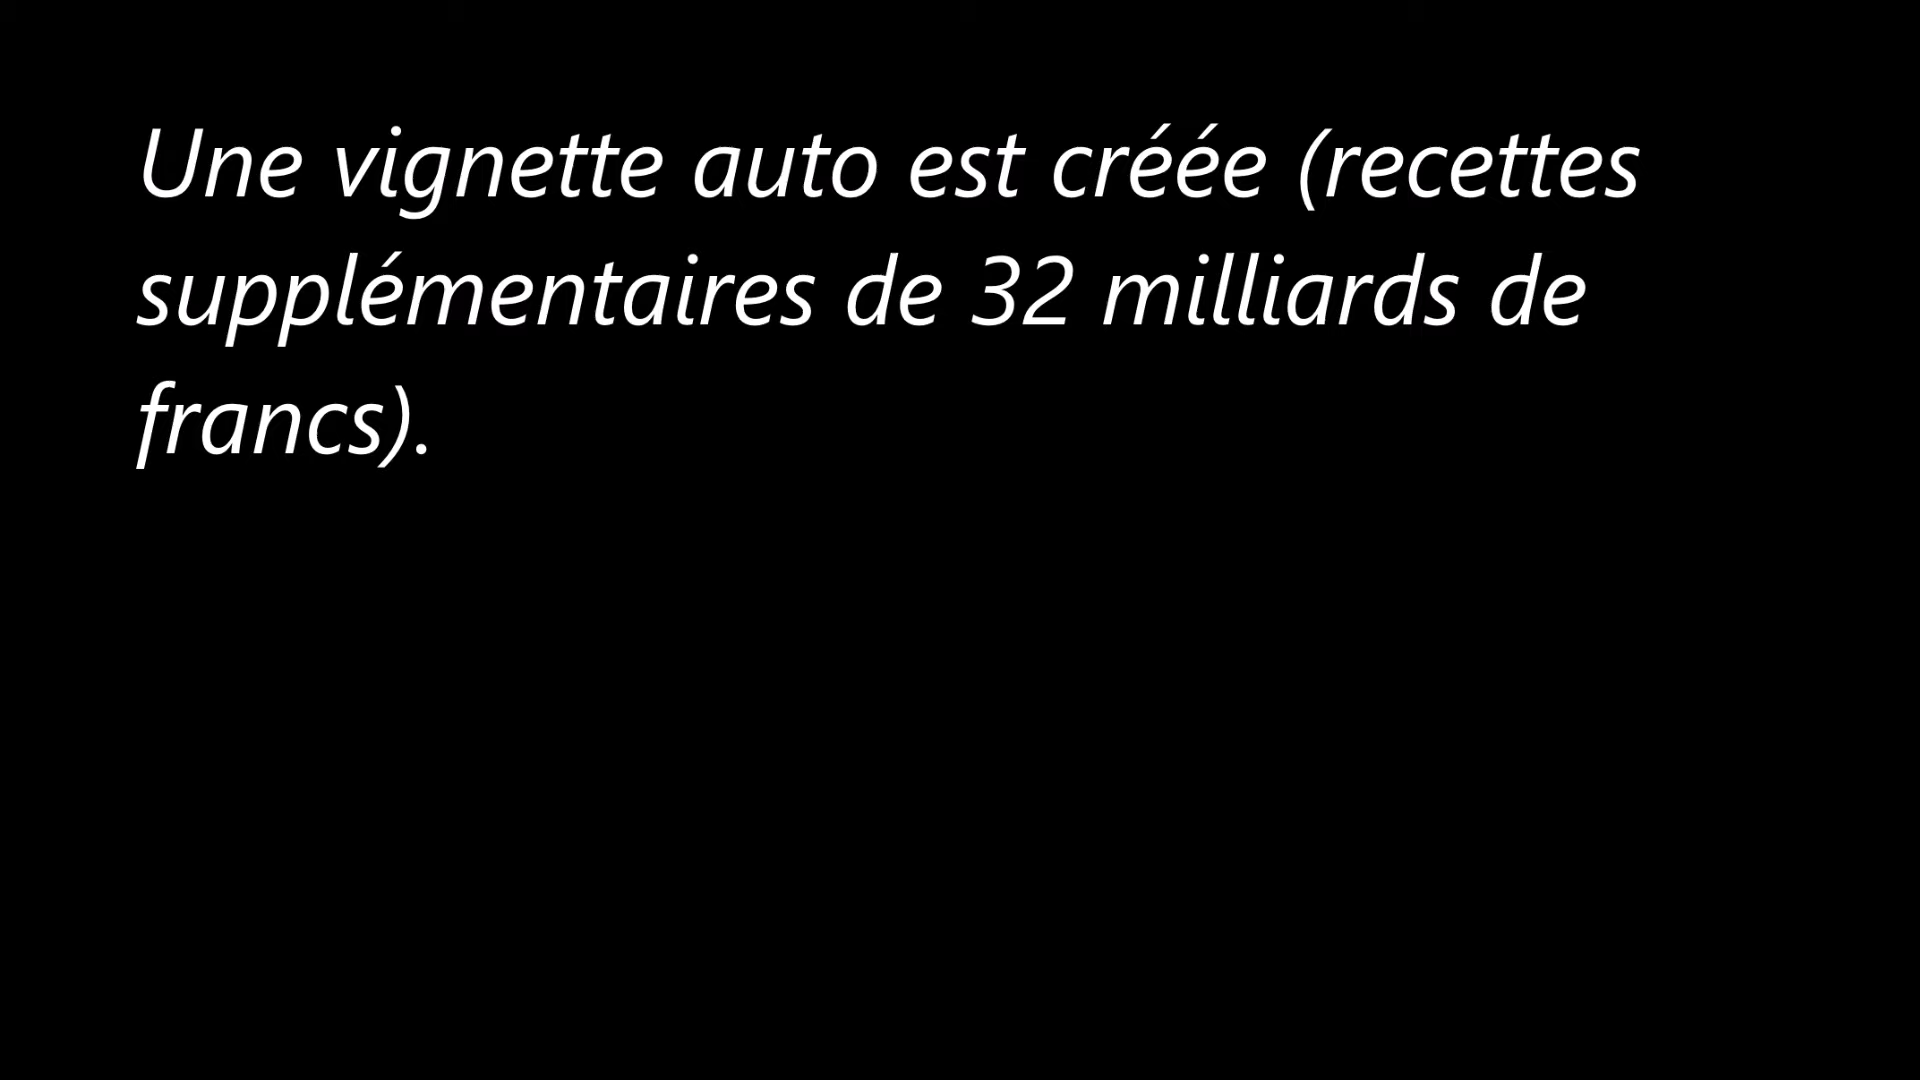 Une vignette auto est créée (recettes
supplémentaires de 32 milliards de
francs).